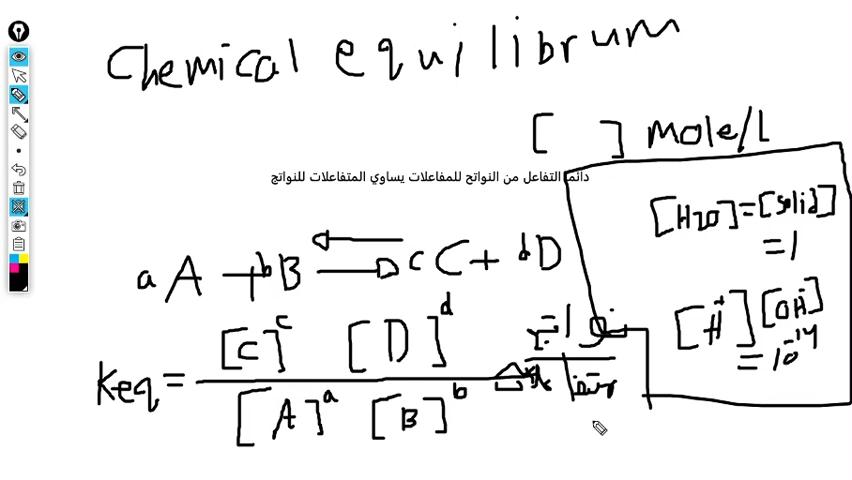 Chemical equilibrum
[ ] mole/L
دائما التفاعل من النواتج للمفاعلات يساوي المتفاعلات للنواتج
[H2O]=[solid]
=1
aA + bB ⇌ cC + dD
[H⁺][OH⁻]
=10⁻¹⁴
Keq = [C]ᶜ [D]ᵈ
[A]ᵃ [B]ᵇ